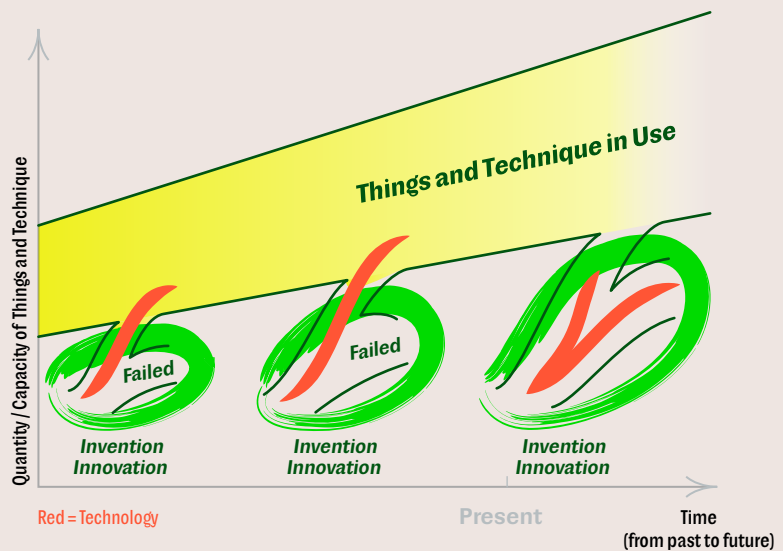 Quantity / Capacity of Things and Technique
Things and Technique in Use
Failed
Failed
Invention
Innovation
Invention
Innovation
Invention
Innovation
Red = Technology
Present
Time
(from past to future)